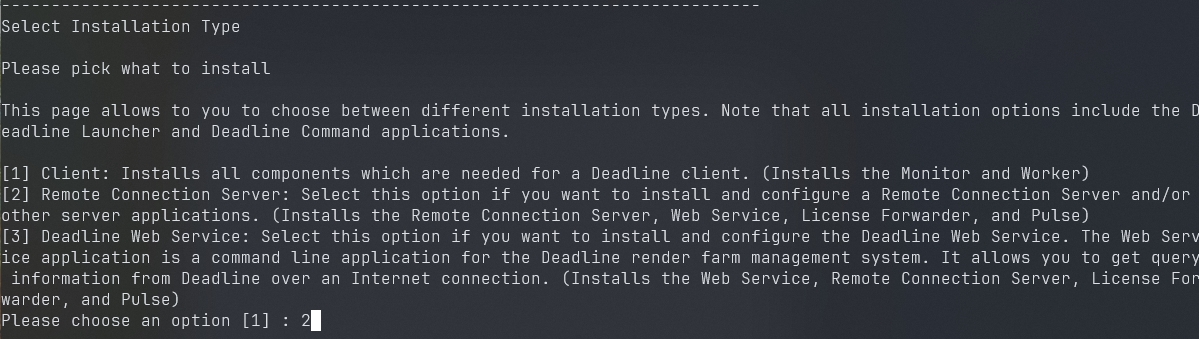 --------------------------------------------------------------------------------
Select Installation Type
Please pick what to install
This page allows to you to choose between different installation types. Note that all installation options include the D
eadline Launcher and Deadline Command applications.
[1] Client: Installs all components which are needed for a Deadline client. (Installs the Monitor and Worker)
[2] Remote Connection Server: Select this option if you want to install and configure a Remote Connection Server and/or
other server applications. (Installs the Remote Connection Server, Web Service, License Forwarder, and Pulse)
[3] Deadline Web Service: Select this option if you want to install and configure the Deadline Web Service. The Web Serv
ice application is a command line application for the Deadline render farm management system. It allows you to get query
 information from Deadline over an Internet connection. (Installs the Web Service, Remote Connection Server, License For
warder, and Pulse)
Please choose an option [1] : 2